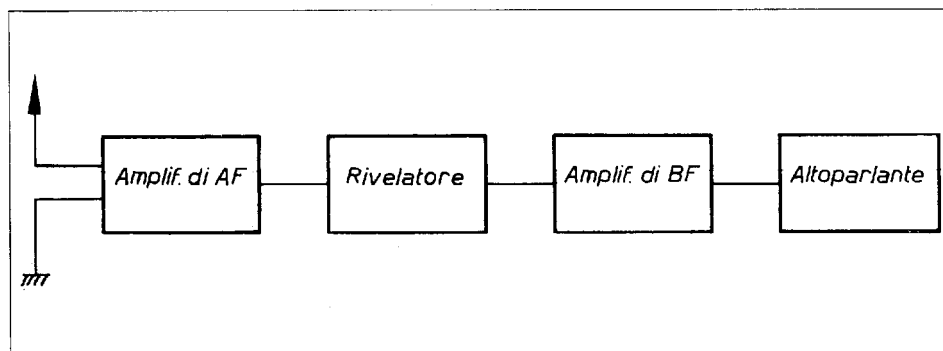 Amplif. di AF
Rivelatore
Amplif. di BF
Altoparlante